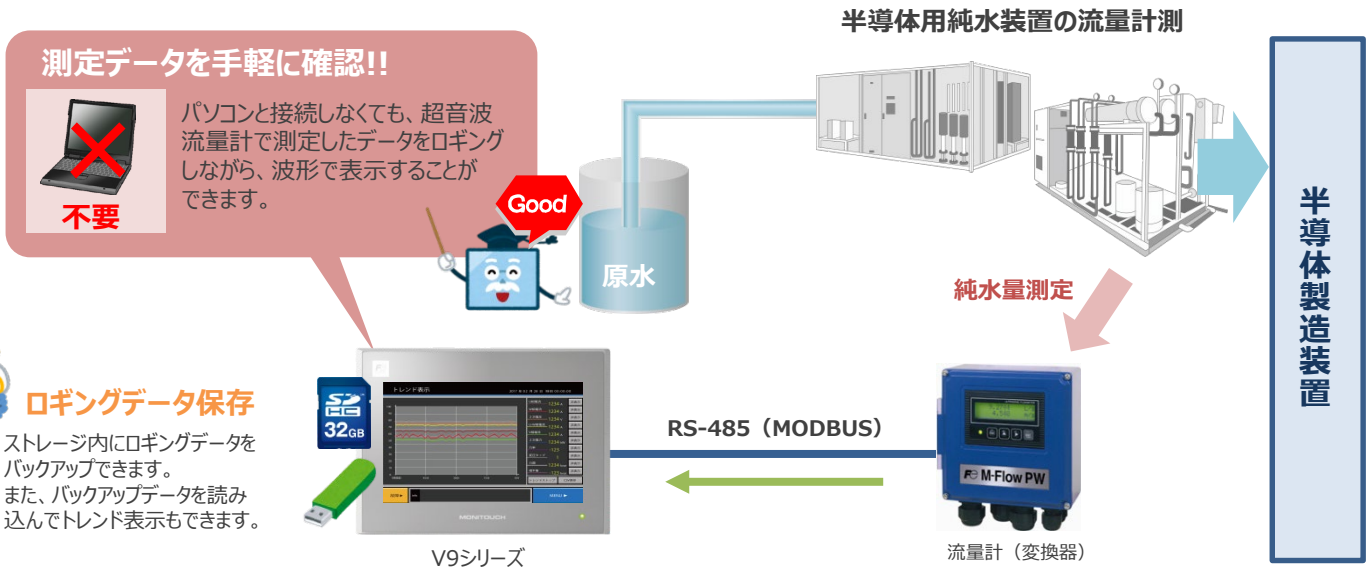 半導体用純水装置の流量計測
測定データを手軽に確認!!
パソコンと接続しなくても、超音波
流量計で測定したデータをロギング
しながら、波形で表示することが
できます。
不要
Good
原水
半導体製造装置
純水量測定
ロギングデータ保存
ストレージ内にロギングデータを
バックアップできます。
また、バックアップデータを読み
込んでトレンド表示もできます。
SD
HC
32GB
トレンド表示
MENU
MONITOUCH
V9シリーズ
RS-485（MODBUS）
M-Flow PW
流量計（変換器）